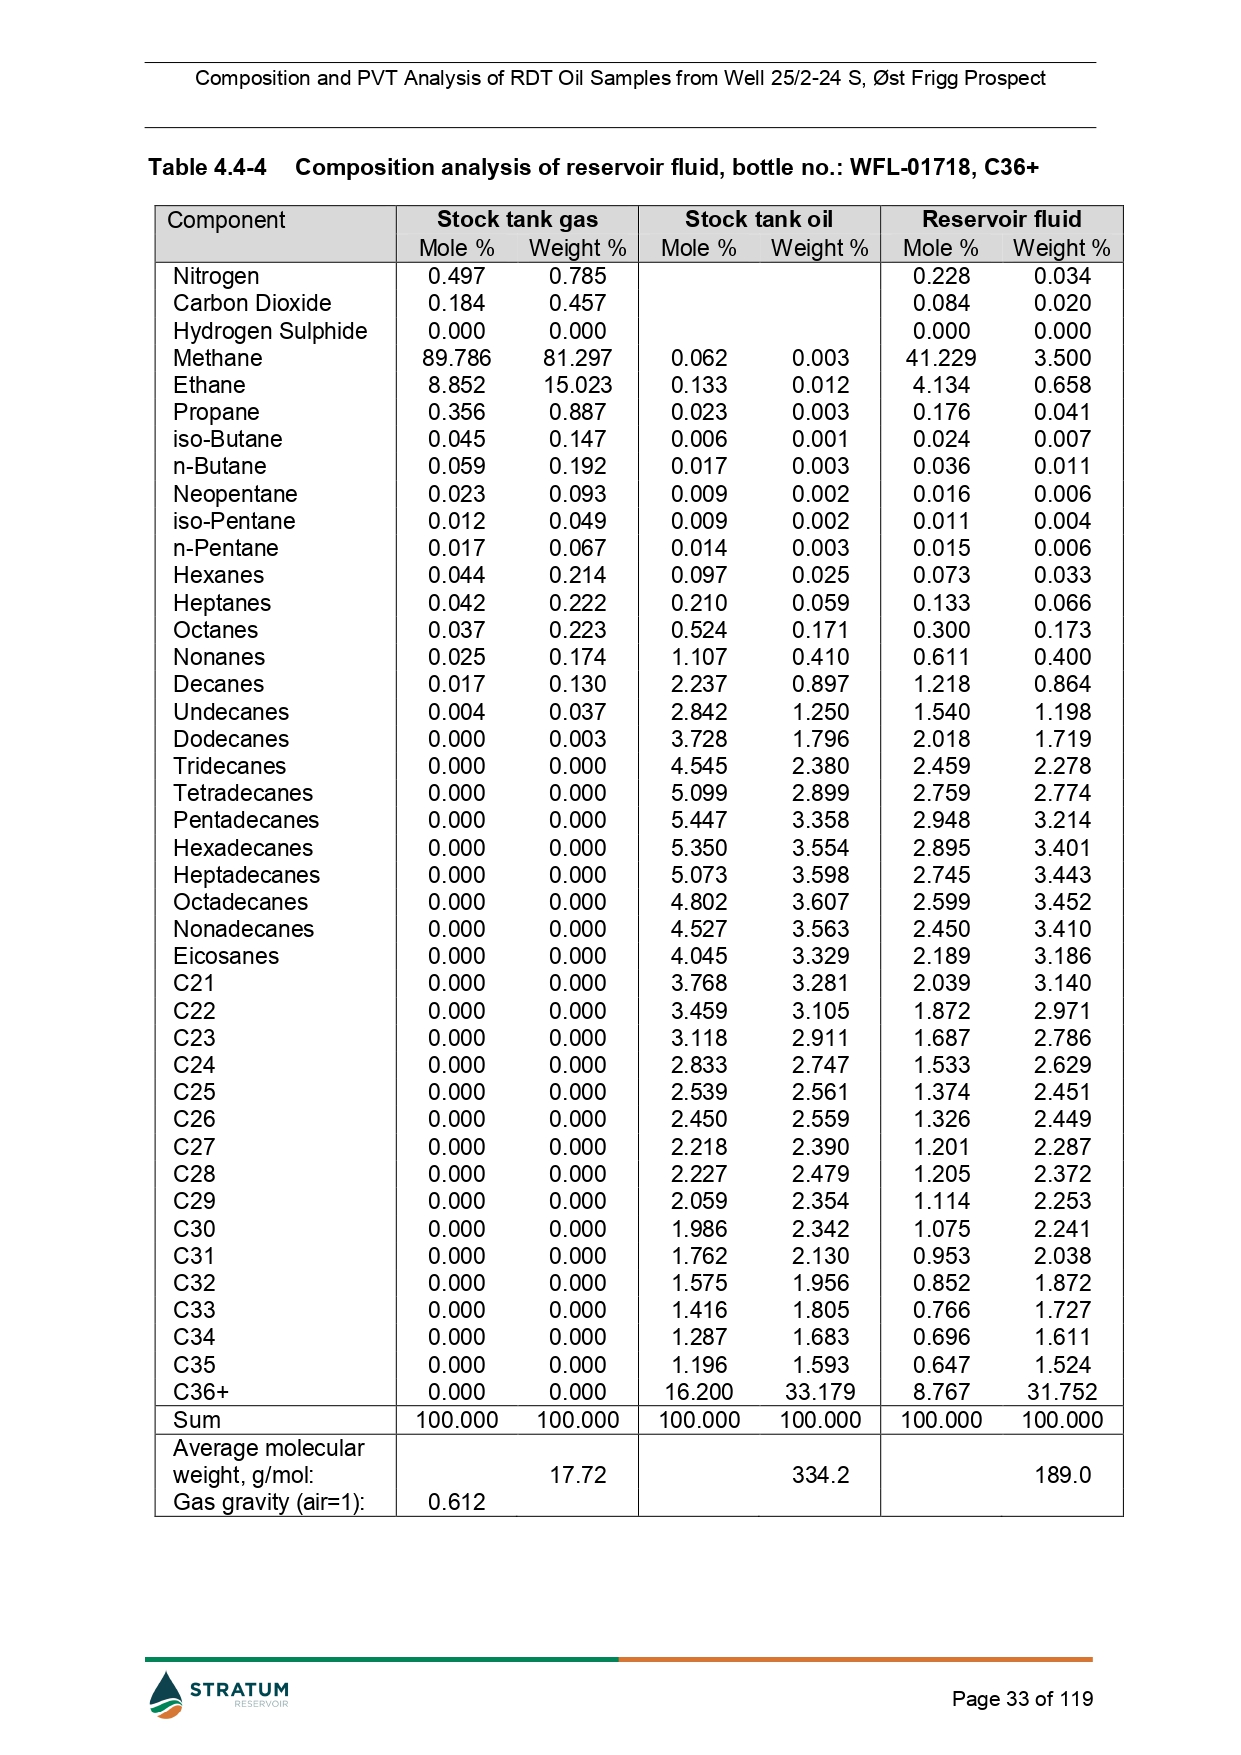 Composition and PVT Analysis of RDT Oil Samples from Well 25/2-24 S, Øst Frigg Prospect
Table 4.4-4 Composition analysis of reservoir fluid, bottle no.: WFL-01718, C36+
Component Stock tank gas Stock tank oil Reservoir fluid
Mole % Weight % Mole % Weight % Mole % Weight %
Nitrogen 0.497 0.785 0.228 0.034
Carbon Dioxide 0.184 0.457 0.084 0.020
Hydrogen Sulphide 0.000 0.000 0.000 0.000
Methane 89.786 81.297 0.062 0.003 41.229 3.500
Ethane 8.852 15.023 0.133 0.012 4.134 0.658
Propane 0.356 0.887 0.023 0.003 0.176 0.041
iso-Butane 0.045 0.147 0.006 0.001 0.024 0.007
n-Butane 0.059 0.192 0.017 0.003 0.036 0.011
Neopentane 0.023 0.093 0.009 0.002 0.016 0.006
iso-Pentane 0.012 0.049 0.009 0.002 0.011 0.004
n-Pentane 0.017 0.067 0.014 0.003 0.015 0.006
Hexanes 0.044 0.214 0.097 0.025 0.073 0.033
Heptanes 0.042 0.222 0.210 0.059 0.133 0.066
Octanes 0.037 0.223 0.524 0.171 0.300 0.173
Nonanes 0.025 0.174 1.107 0.410 0.611 0.400
Decanes 0.017 0.130 2.237 0.897 1.218 0.864
Undecanes 0.004 0.037 2.842 1.250 1.540 1.198
Dodecanes 0.000 0.003 3.728 1.796 2.018 1.719
Tridecanes 0.000 0.000 4.545 2.380 2.459 2.278
Tetradecanes 0.000 0.000 5.099 2.899 2.759 2.774
Pentadecanes 0.000 0.000 5.447 3.358 2.948 3.214
Hexadecanes 0.000 0.000 5.350 3.554 2.895 3.401
Heptadecanes 0.000 0.000 5.073 3.598 2.745 3.443
Octadecanes 0.000 0.000 4.802 3.607 2.599 3.452
Nonadecanes 0.000 0.000 4.527 3.563 2.450 3.410
Eicosanes 0.000 0.000 4.045 3.329 2.189 3.186
C21 0.000 0.000 3.768 3.281 2.039 3.140
C22 0.000 0.000 3.459 3.105 1.872 2.971
C23 0.000 0.000 3.118 2.911 1.687 2.786
C24 0.000 0.000 2.833 2.747 1.533 2.629
C25 0.000 0.000 2.539 2.561 1.374 2.451
C26 0.000 0.000 2.450 2.559 1.326 2.449
C27 0.000 0.000 2.218 2.390 1.201 2.287
C28 0.000 0.000 2.227 2.479 1.205 2.372
C29 0.000 0.000 2.059 2.354 1.114 2.253
C30 0.000 0.000 1.986 2.342 1.075 2.241
C31 0.000 0.000 1.762 2.130 0.953 2.038
C32 0.000 0.000 1.575 1.956 0.852 1.872
C33 0.000 0.000 1.416 1.805 0.766 1.727
C34 0.000 0.000 1.287 1.683 0.696 1.611
C35 0.000 0.000 1.196 1.593 0.647 1.524
C36+ 0.000 0.000 16.200 33.179 8.767 31.752
Sum 100.000 100.000 100.000 100.000 100.000 100.000
Average molecular
weight, g/mol: 17.72 334.2 189.0
Gas gravity (air=1): 0.612
STRATUM
RESERVOIR
Page 33 of 119